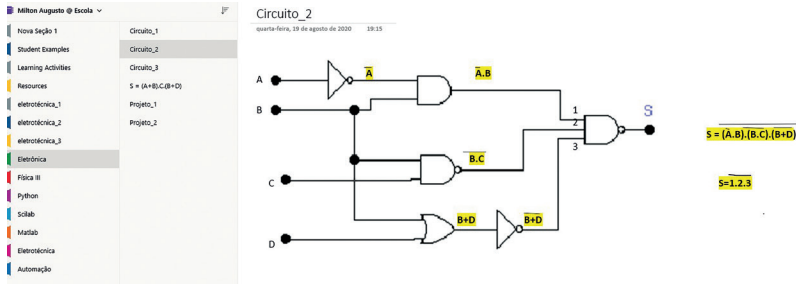 Milton Augusto @ Escola
Nova Seção 1
Student Examples
Learning Activities
Resources
eletrotécnica_1
eletrotécnica_2
eletrotécnica_3
Eletrônica
Física III
Python
Scilab
Matlab
Eletrotécnica
Automação
Circuito_1
Circuito_2
Circuito_3
S = (A+B).C.(B+D)
Projeto_1
Projeto_2
Circuito_2
quarta-feira, 19 de agosto de 2020 19:15
A
A̅
A̅.B
B
1
2
3
S
C
B.C̅
D
B+D
B+D̅
S = (A̅.B).(B.C).(B+D)
S=1.2.3